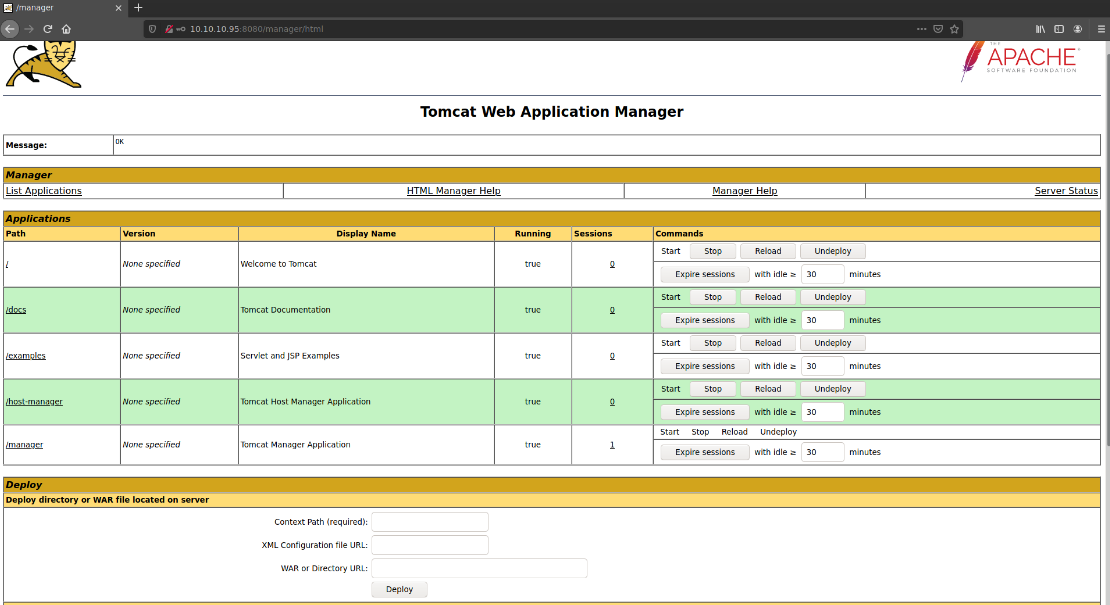 /manager
10.10.10.95:8080/manager/html
THE
APACHE
SOFTWARE FOUNDATION
Tomcat Web Application Manager
Message: OK
Manager
List Applications HTML Manager Help Manager Help Server Status
Applications
Path Version Display Name Running Sessions Commands
/ None specified Welcome to Tomcat true 0 Start Stop Reload Undeploy
Expire sessions with idle ≥ 30 minutes
/docs None specified Tomcat Documentation true 0 Start Stop Reload Undeploy
Expire sessions with idle ≥ 30 minutes
/examples None specified Servlet and JSP Examples true 0 Start Stop Reload Undeploy
Expire sessions with idle ≥ 30 minutes
/host-manager None specified Tomcat Host Manager Application true 0 Start Stop Reload Undeploy
Expire sessions with idle ≥ 30 minutes
/manager None specified Tomcat Manager Application true 1 Start Stop Reload Undeploy
Expire sessions with idle ≥ 30 minutes
Deploy
Deploy directory or WAR file located on server
Context Path (required):
XML Configuration file URL:
WAR or Directory URL:
Deploy